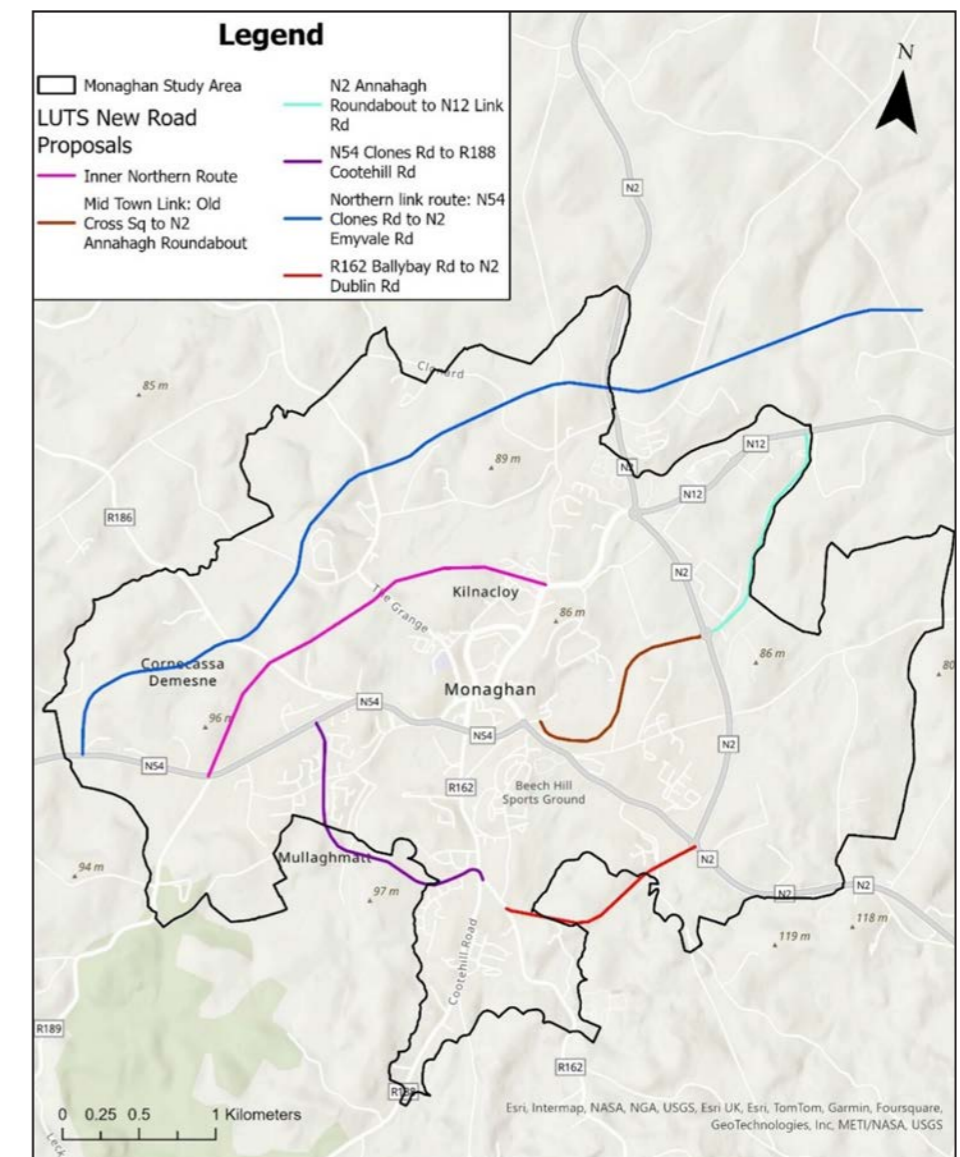 Legend
Monaghan Study Area
LUTS New Road
Proposals
Inner Northern Route
Mid Town Link: Old
Cross Sq to N2
Annahagh Roundabout
N2 Annahagh
Roundabout to N12 Link
Rd
N54 Clones Rd to R188
Cootehill Rd
Northern link route: N54
Clones Rd to N2
Emyvale Rd
R162 Ballybay Rd to N2
Dublin Rd
N
N2
Clonard
85 m
N12
89 m
N2
N12
R186
N2
The Grange
Kilnacloy
86 m
86 m
80
Cornecassa
Demesne
Monaghan
96 m
N54
N54
N2
N54
R162
Beech Hill
Sports Ground
Mullaghmatt
N2
94 m
97 m
N2
N2
118 m
119 m
Cootehill Road
R189
R162
R188
0 0.25 0.5 1 Kilometers
Leck
Esri, Intermap, NASA, NGA, USGS, Esri UK, Esri, TomTom, Garmin, Foursquare,
GeoTechnologies, Inc, METI/NASA, USGS